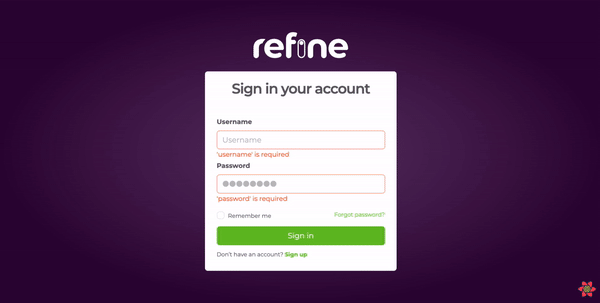 refine
Sign in your account
Username
Username
'username' is required
Password
'password' is required
Remember me Forgot password?
Sign in
Don't have an account? Sign up